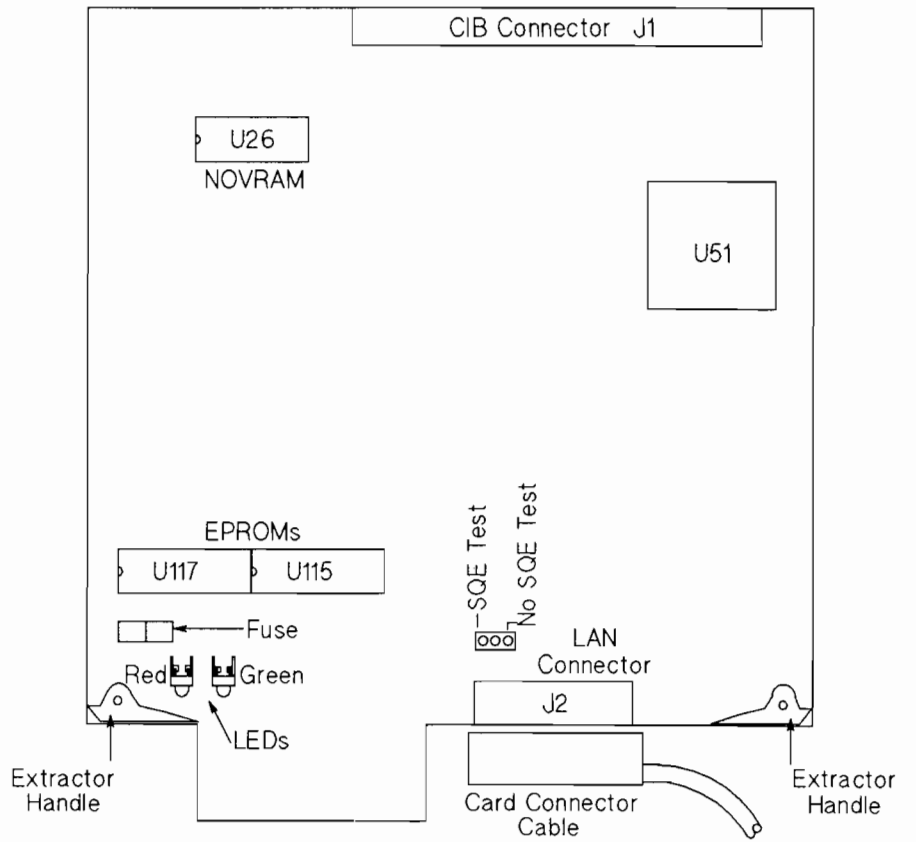 CIB Connector J1
U26
NOVRAM
U51
EPROMs
U117
U115
SQE Test
No SQE Test
Fuse
Red
Green
LEDs
LAN
Connector
J2
Extractor
Handle
Card Connector
Cable
Extractor
Handle